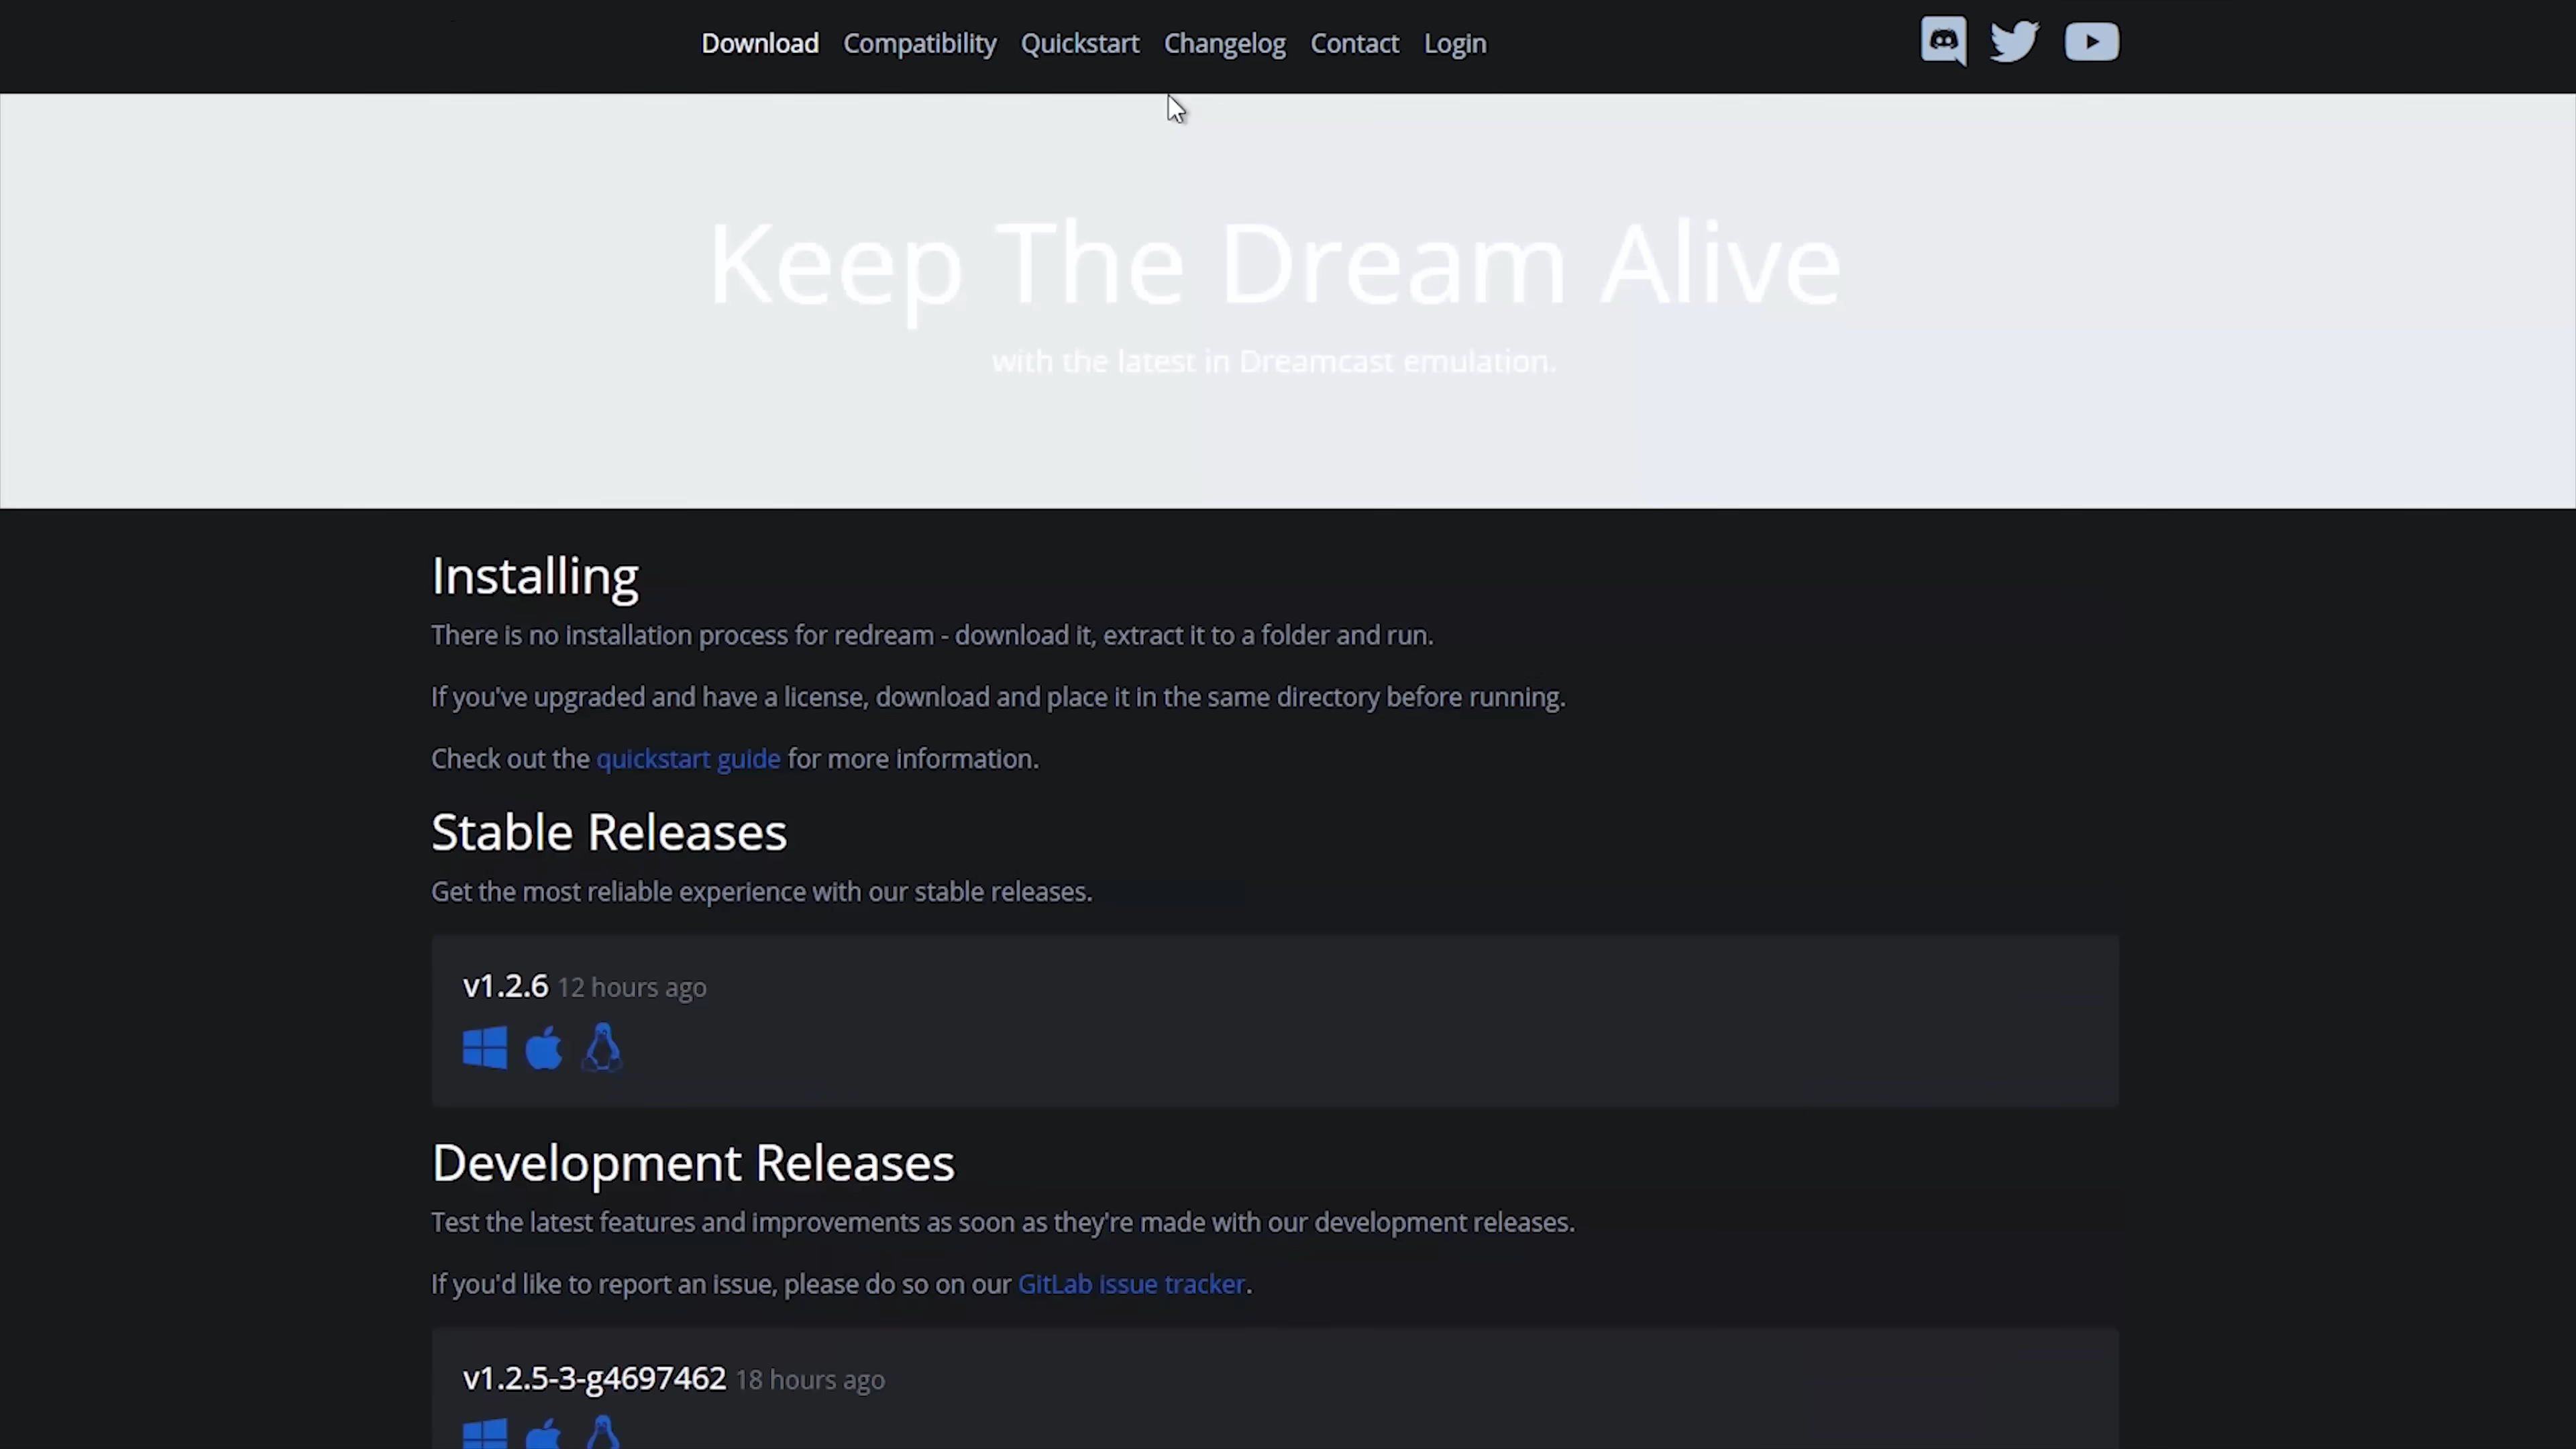 Download Compatibility Quickstart Changelog Contact Login
Keep The Dream Alive
with the latest in Dreamcast emulation.
Installing
There is no installation process for redream - download it, extract it to a folder and run.
If you've upgraded and have a license, download and place it in the same directory before running.
Check out the quickstart guide for more information.
Stable Releases
Get the most reliable experience with our stable releases.
v1.2.6 12 hours ago
Development Releases
Test the latest features and improvements as soon as they're made with our development releases.
If you'd like to report an issue, please do so on our GitLab issue tracker.
v1.2.5-3-g4697462 18 hours ago